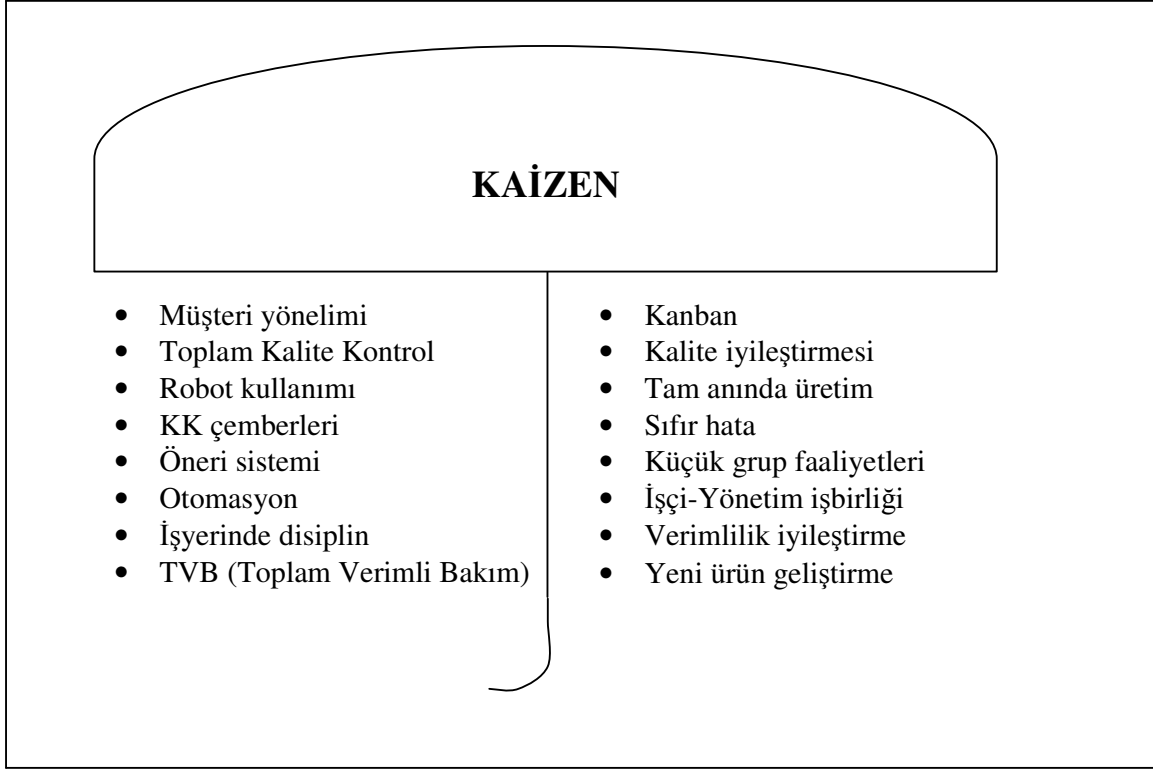 KAİZEN
• Müşteri yönelimi
• Toplam Kalite Kontrol
• Robot kullanımı
• KK çemberleri
• Öneri sistemi
• Otomasyon
• İşyerinde disiplin
• TVB (Toplam Verimli Bakım)
• Kanban
• Kalite iyileştirmesi
• Tam anında üretim
• Sıfır hata
• Küçük grup faaliyetleri
• İşçi-Yönetim işbirliği
• Verimlilik iyileştirme
• Yeni ürün geliştirme